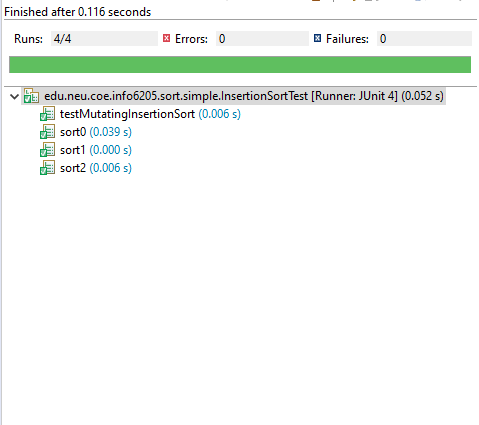 Finished after 0.116 seconds
Runs: 4/4 Errors: 0 Failures: 0
edu.neu.coe.info6205.sort.simple.InsertionSortTest [Runner: JUnit 4] (0.052 s)
testMutatingInsertionSort (0.006 s)
sort0 (0.039 s)
sort1 (0.000 s)
sort2 (0.006 s)